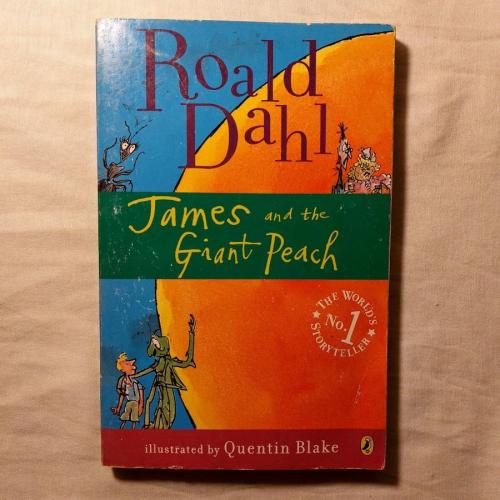 Roald
Dahl
James and the
Giant Peach
THE WORLD'S
No. 1
STORYTELLER
illustrated by Quentin Blake